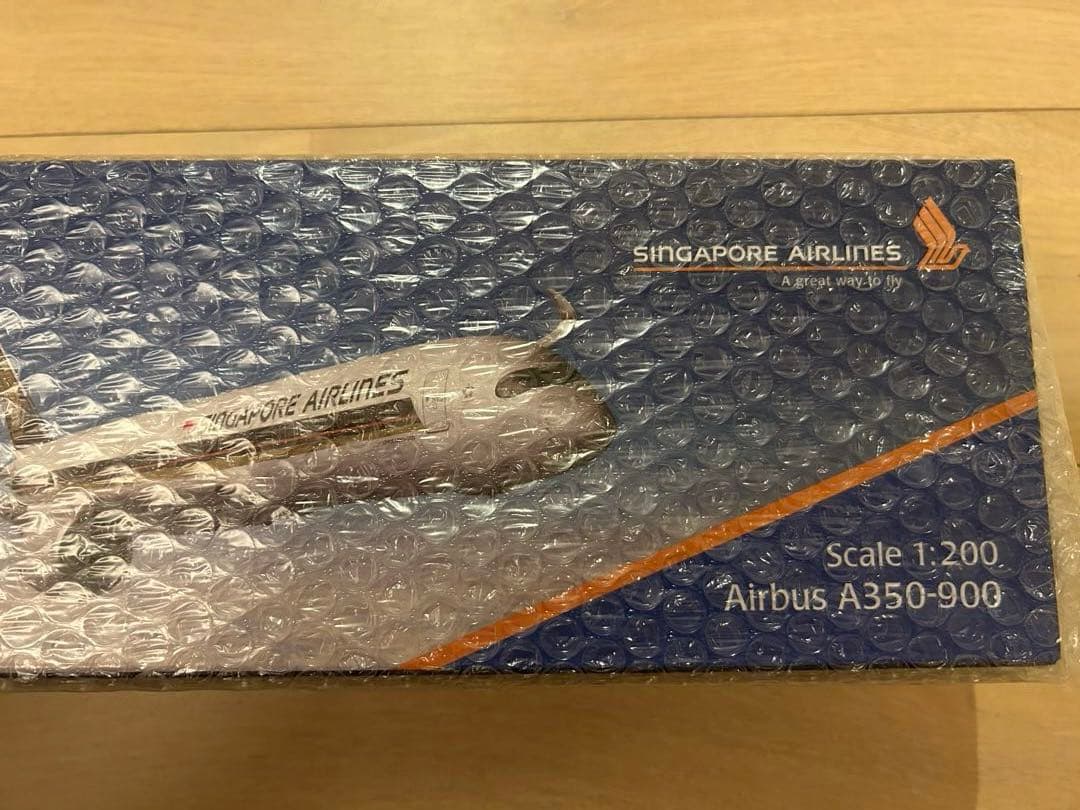 SINGAPORE AIRLINES
A great way to fly
SINGAPORE AIRLINES
Scale 1:200
Airbus A350-900